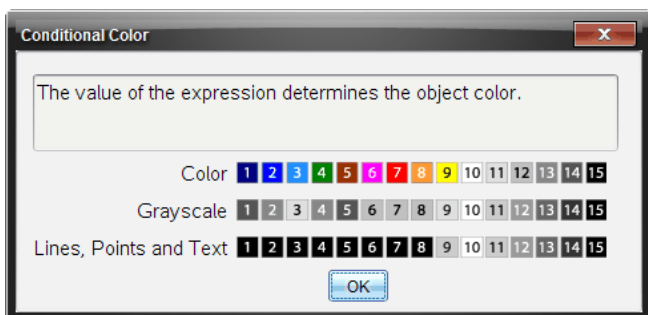 Conditional Color
X
The value of the expression determines the object color.
Color 1 2 3 4 5 6 7 8 9 10 11 12 13 14 15
Grayscale 1 2 3 4 5 6 7 8 9 10 11 12 13 14 15
Lines, Points and Text 1 2 3 4 5 6 7 8 9 10 11 12 13 14 15
OK